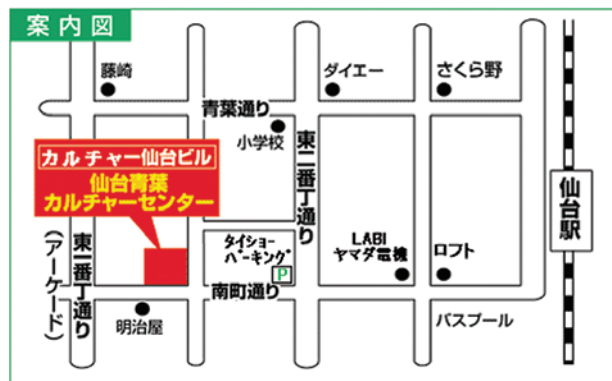 案内図
藤崎
ダイエー
さくら野
青葉通り
小学校
カルチャー仙台ビル
仙台青葉
カルチャーセンター
東二番丁通り
仙台駅
(アーケード)
東一番丁通り
タイショー
パーキング
P
LABI
ヤマダ電機
ロフト
南町通り
明治屋
バスプール